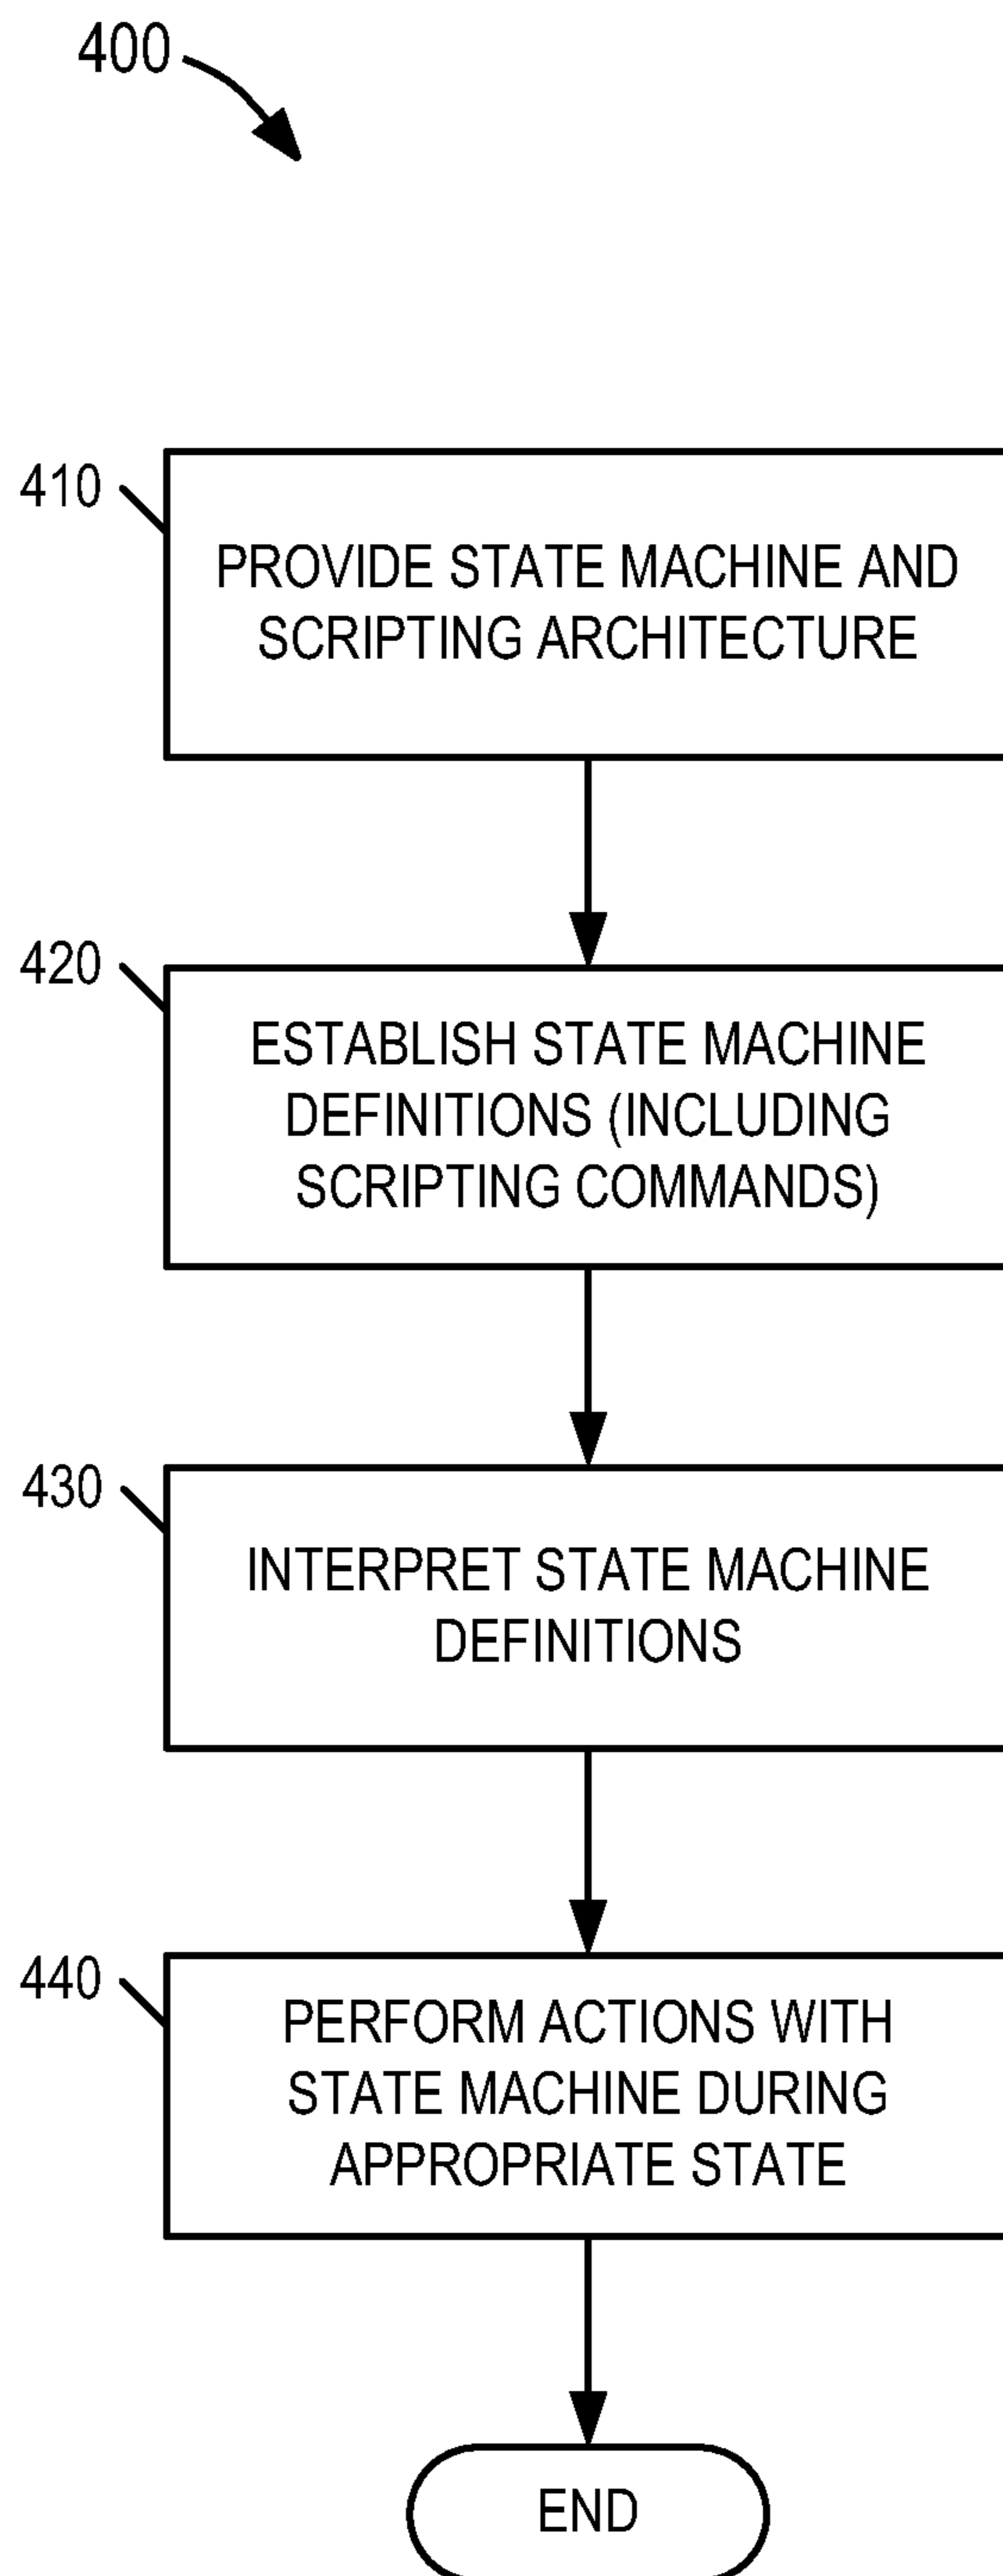 400
410
PROVIDE STATE MACHINE AND
SCRIPTING ARCHITECTURE
420
ESTABLISH STATE MACHINE
DEFINITIONS (INCLUDING
SCRIPTING COMMANDS)
430
INTERPRET STATE MACHINE
DEFINITIONS
440
PERFORM ACTIONS WITH
STATE MACHINE DURING
APPROPRIATE STATE
END